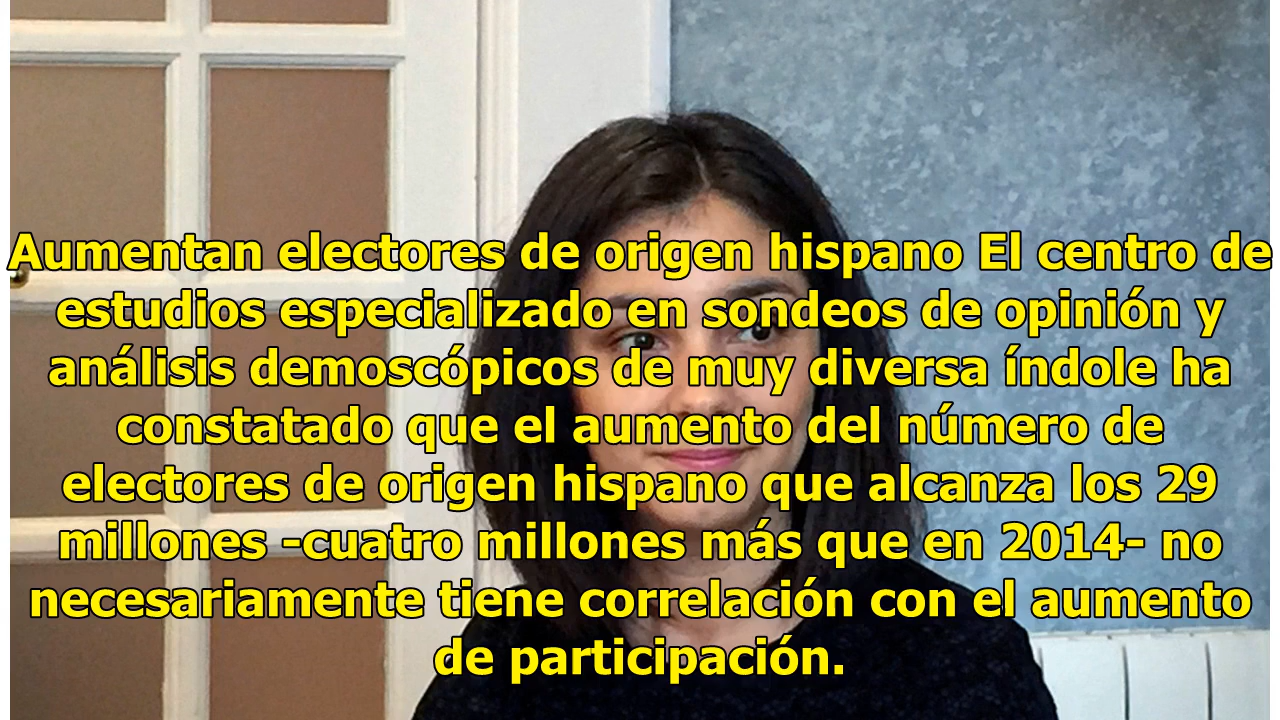 Aumentan electores de origen hispano El centro de
estudios especializado en sondeos de opinión y
análisis demoscópicos de muy diversa índole ha
constatado que el aumento del número de
electores de origen hispano que alcanza los 29
millones -cuatro millones más que en 2014- no
necesariamente tiene correlación con el aumento
de participación.